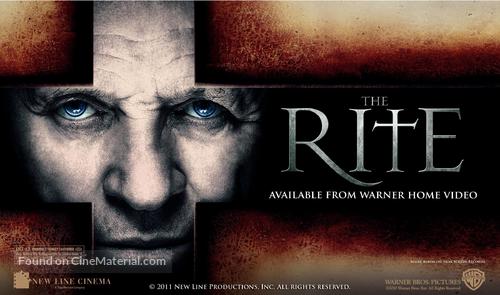 THE
RITE
AVAILABLE FROM WARNER HOME VIDEO
Found on CineMaterial.com
NEW LINE CINEMA
© 2011 NEW LINE PRODUCTIONS, INC. ALL RIGHTS RESERVED.
WARNER BROS. PICTURES